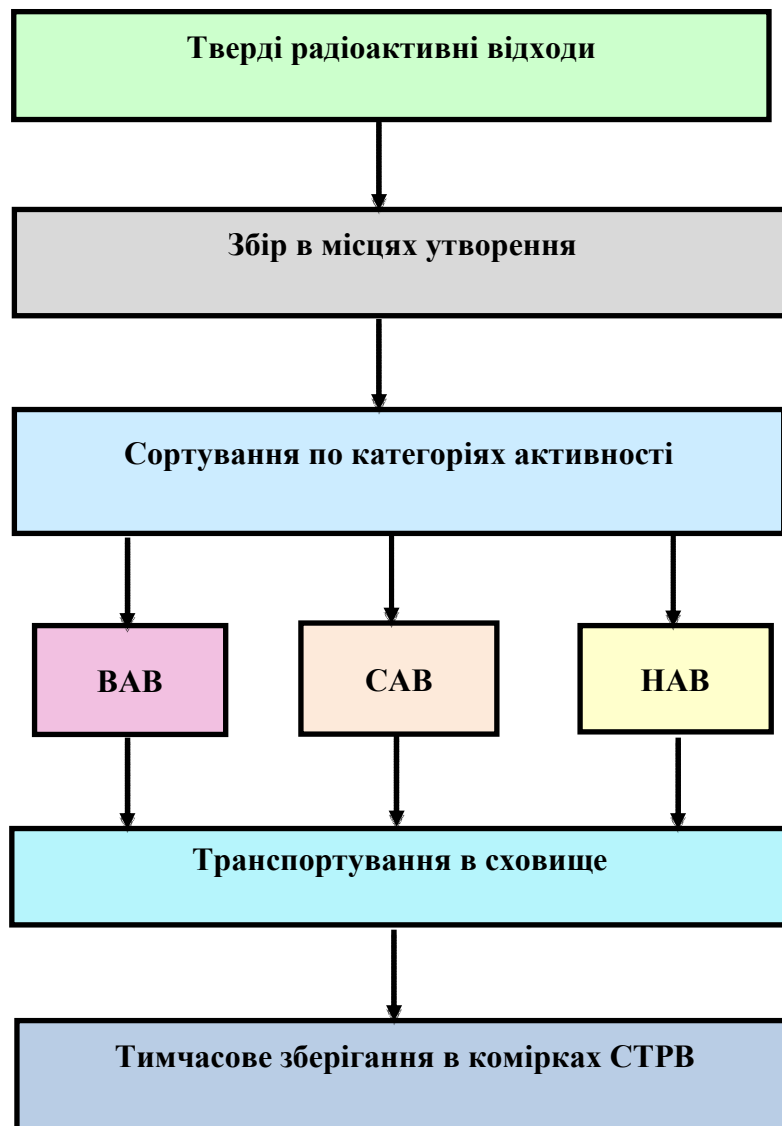 Тверді радіоактивні відходи
Збір в місцях утворення
Сортування по категоріях активності
ВАВ
САВ
НАВ
Транспортування в сховище
Тимчасове зберігання в комірках СТРВ